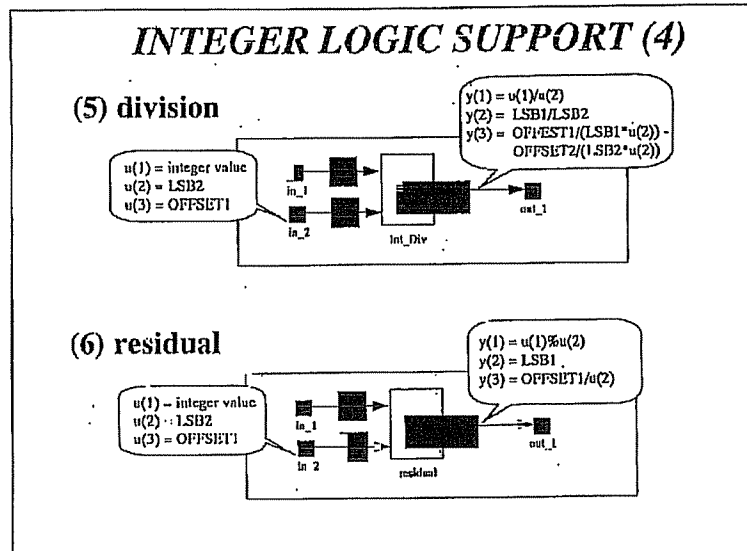 INTEGER LOGIC SUPPORT (4)
(5) division
y(1) = u(1)/u(2)
y(2) = LSB1/LSB2
y(3) = OFFEST1/(LSB1*u(2)) -
OFFSET2/(LSB2*u(2))
u(1) = integer value
u(2) = LSB2
u(3) = OFFSET1
in_1
in_2
Int_Div
out_1
(6) residual
y(1) = u(1)%u(2)
y(2) = LSB1
y(3) = OFFSET1/u(2)
u(1) = integer value
u(2) = LSB2
u(3) = OFFSET1
in_1
in_2
residual
out_1